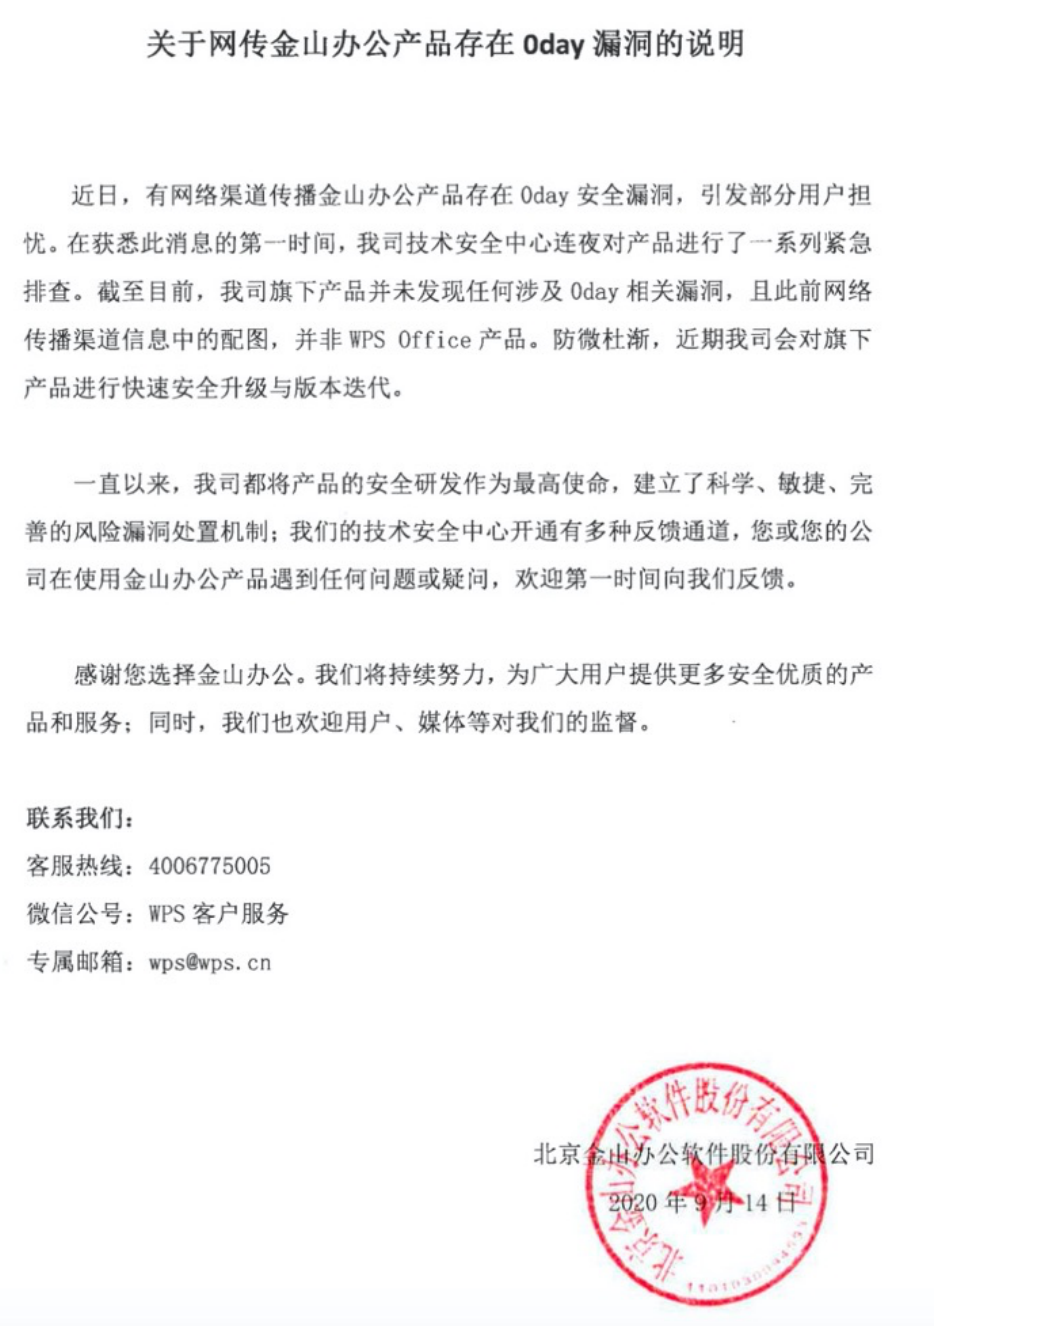 关于网传金山办公产品存在 0day 漏洞的说明
近日，有网络渠道传播金山办公产品存在 0day 安全漏洞，引发部分用户担
忧。在获悉此消息的第一时间，我司技术安全中心连夜对产品进行了一系列紧急
排查。截至目前，我司旗下产品并未发现任何涉及 0day 相关漏洞，且此前网络
传播渠道信息中的配图，并非 WPS Office 产品。防微杜渐，近期我司会对旗下
产品进行快速安全升级与版本迭代。
一直以来，我司都将产品的安全研发作为最高使命，建立了科学、敏捷、完
善的风险漏洞处置机制；我们的技术安全中心开通有多种反馈通道，您或您的公
司在使用金山办公产品遇到任何问题或疑问，欢迎第一时间向我们反馈。
感谢您选择金山办公。我们将持续努力，为广大用户提供更多安全优质的产
品和服务；同时，我们也欢迎用户、媒体等对我们的监督。
联系我们：
客服热线：4006775005
微信公号：WPS 客户服务
专属邮箱：wps@wps.cn
北京金山办公软件股份有限公司
2020 年 9 月 14 日
北京金山办公软件股份有限公司